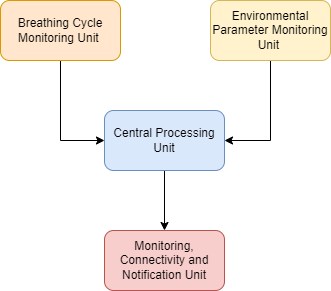 Breathing Cycle
Monitoring Unit
Environmental
Parameter Monitoring
Unit
Central Processing
Unit
Monitoring,
Connectivity and
Notification Unit